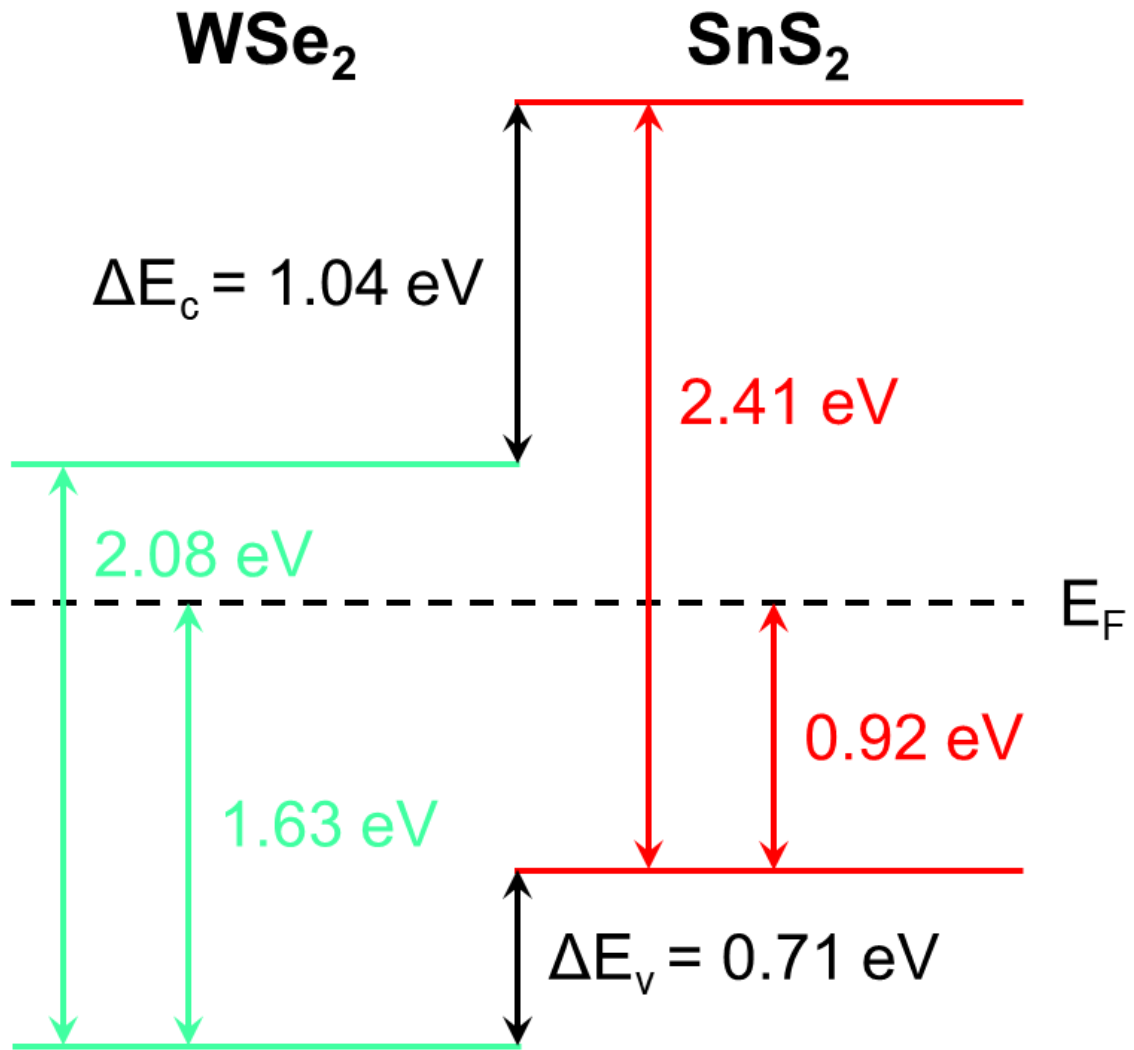 WSe₂ SnS₂
ΔE_c = 1.04 eV
2.41 eV
2.08 eV
E_F
0.92 eV
1.63 eV
ΔE_v = 0.71 eV